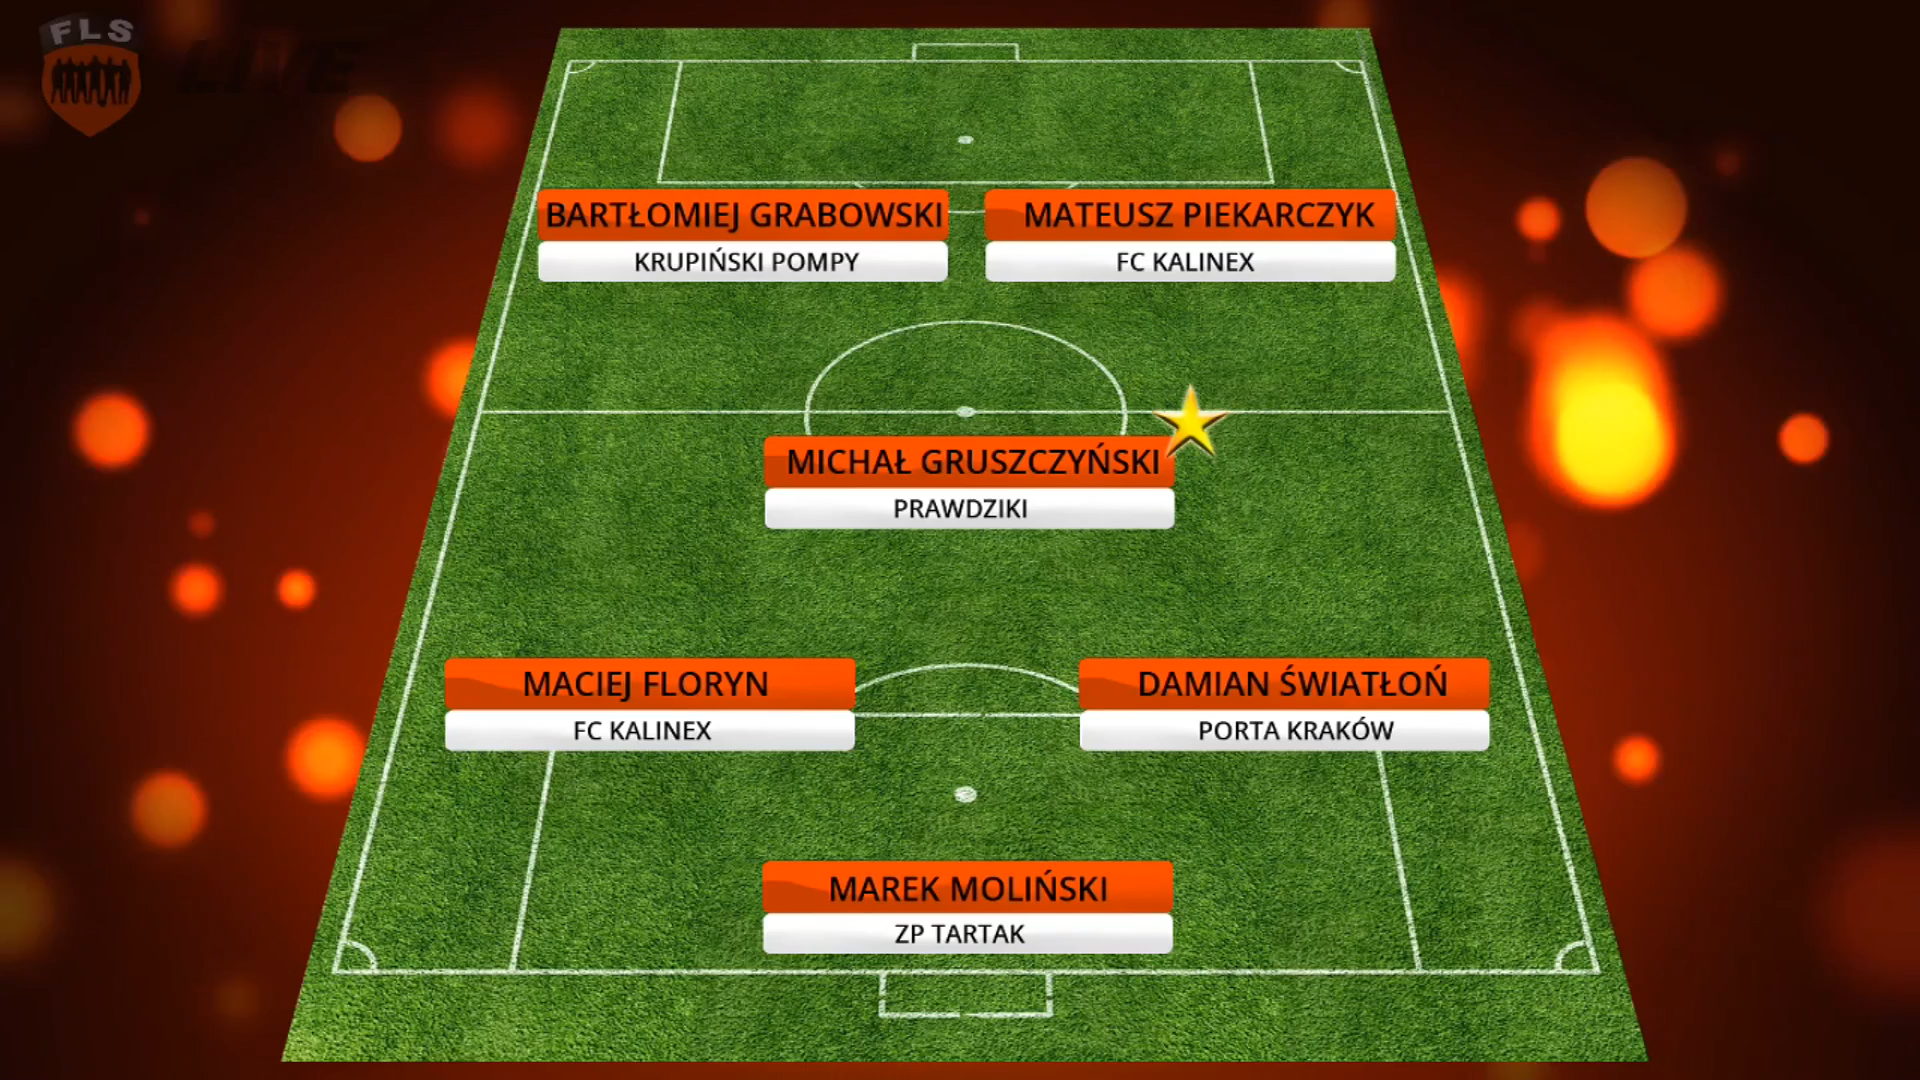 FLS
LIVE
BARTŁOMIEJ GRABOWSKI
KRUPIŃSKI POMPY
MATEUSZ PIEKARCZYK
FC KALINEX
MICHAŁ GRUSZCZYŃSKI
PRAWDZIKI
MACIEJ FLORYN
FC KALINEX
DAMIAN ŚWIATŁOŃ
PORTA KRAKÓW
MAREK MOLIŃSKI
ZP TARTAK